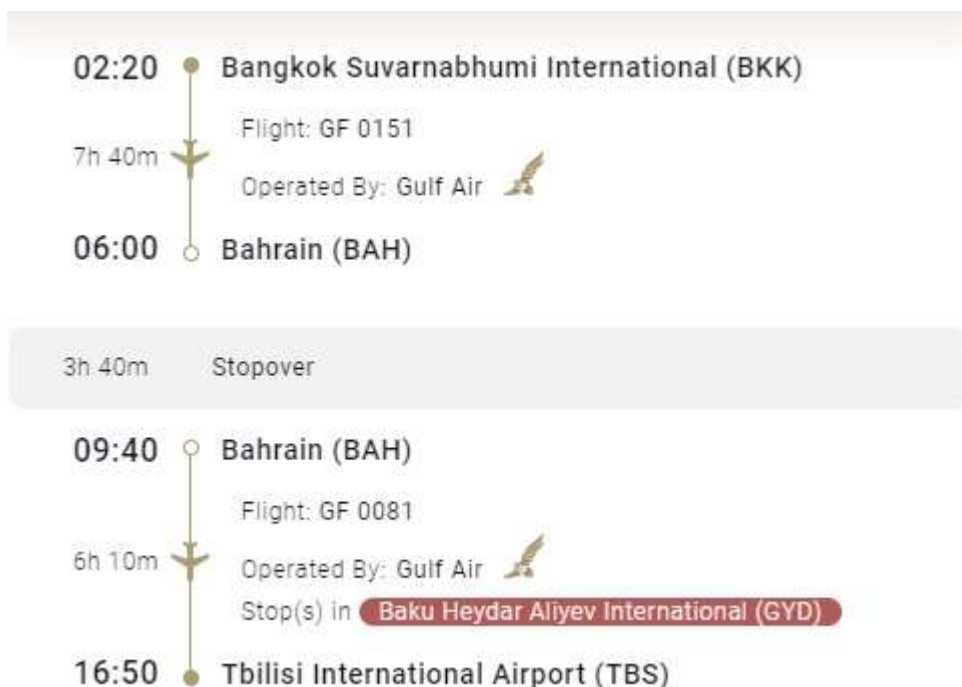 02:20 Bangkok Suvarnabhumi International (BKK)
Flight: GF 0151
7h 40m
Operated By: Gulf Air
06:00 Bahrain (BAH)
3h 40m Stopover
09:40 Bahrain (BAH)
Flight: GF 0081
6h 10m
Operated By: Gulf Air
Stop(s) in Baku Heydar Aliyev International (GYD)
16:50 Tbilisi International Airport (TBS)